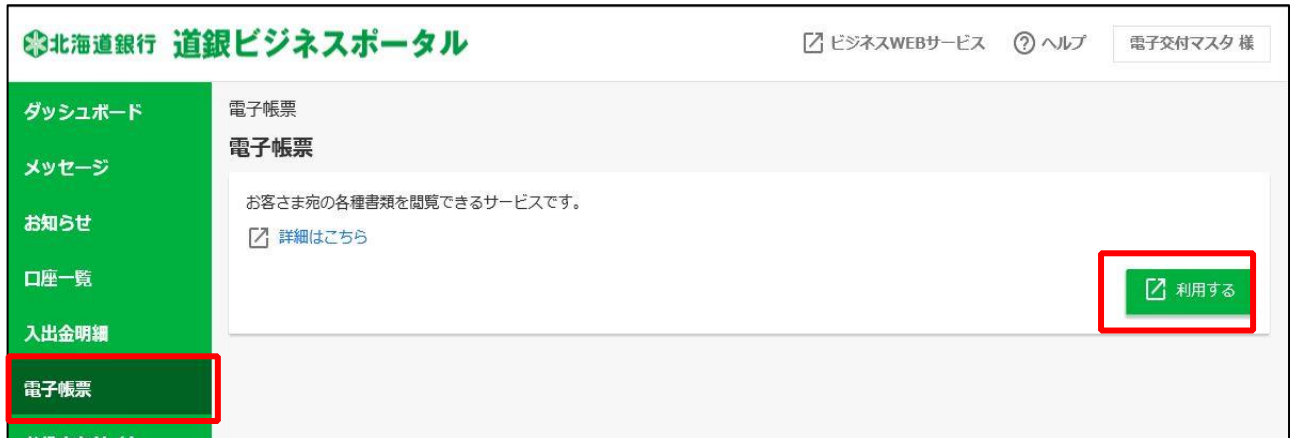 北海道銀行 道銀ビジネスポータル
ビジネスWEBサービス ヘルプ 電子交付マスタ 様
ダッシュボード
メッセージ
お知らせ
口座一覧
入出金明細
電子帳票
電子帳票
電子帳票
お客さま宛の各種書類を閲覧できるサービスです。
詳細はこちら
利用する